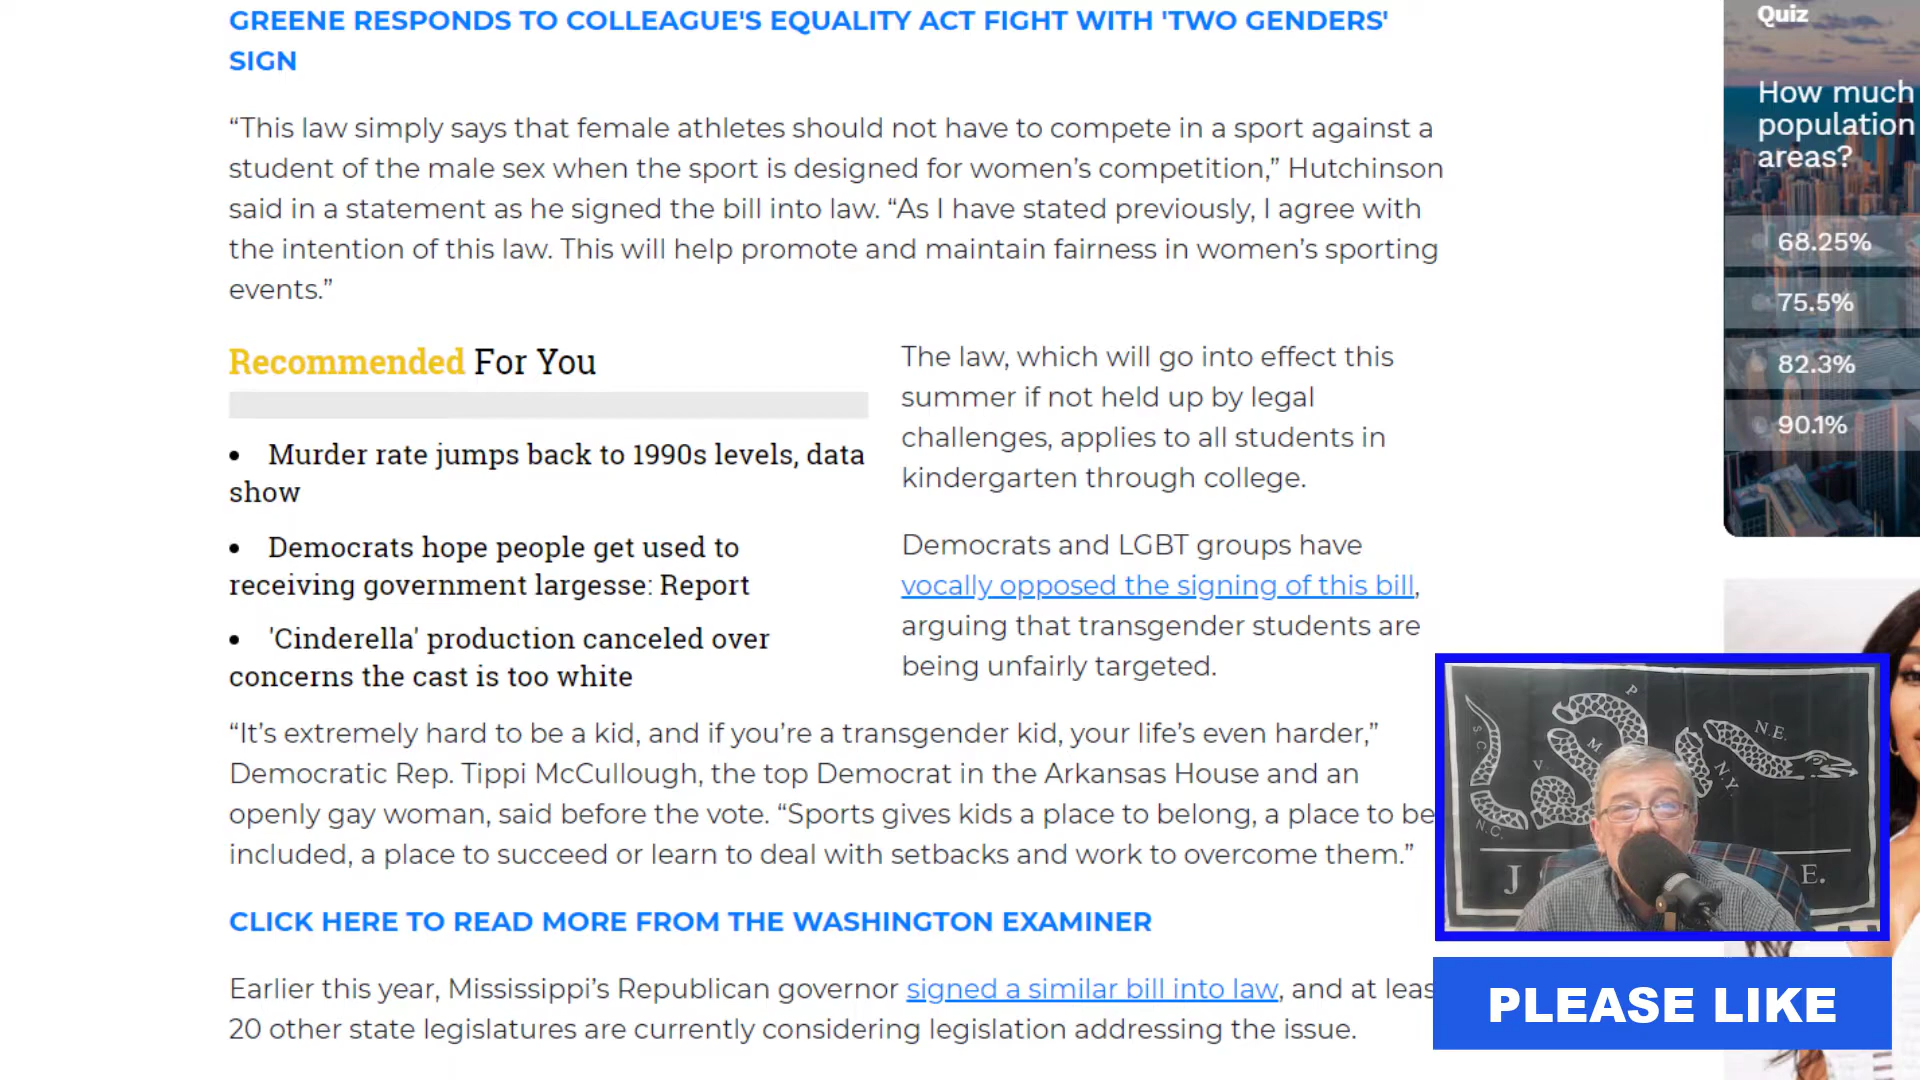 GREENE RESPONDS TO COLLEAGUE'S EQUALITY ACT FIGHT WITH 'TWO GENDERS'
SIGN
“This law simply says that female athletes should not have to compete in a sport against a
student of the male sex when the sport is designed for women’s competition,” Hutchinson
said in a statement as he signed the bill into law. “As I have stated previously, I agree with
the intention of this law. This will help promote and maintain fairness in women’s sporting
events.”
Recommended For You
• Murder rate jumps back to 1990s levels, data
show
• Democrats hope people get used to
receiving government largesse: Report
• 'Cinderella' production canceled over
concerns the cast is too white
The law, which will go into effect this
summer if not held up by legal
challenges, applies to all students in
kindergarten through college.
Democrats and LGBT groups have
vocally opposed the signing of this bill,
arguing that transgender students are
being unfairly targeted.
“It’s extremely hard to be a kid, and if you’re a transgender kid, your life’s even harder,”
Democratic Rep. Tippi McCullough, the top Democrat in the Arkansas House and an
openly gay woman, said before the vote. “Sports gives kids a place to belong, a place to be
included, a place to succeed or learn to deal with setbacks and work to overcome them.”
CLICK HERE TO READ MORE FROM THE WASHINGTON EXAMINER
Earlier this year, Mississippi’s Republican governor signed a similar bill into law, and at leas
20 other state legislatures are currently considering legislation addressing the issue.
Quiz
How much
population
areas?
68.25%
75.5%
82.3%
90.1%
S.C.
N.C.
V.
M.
P.
N.Y.
N.E.
J
E.
PLEASE LIKE